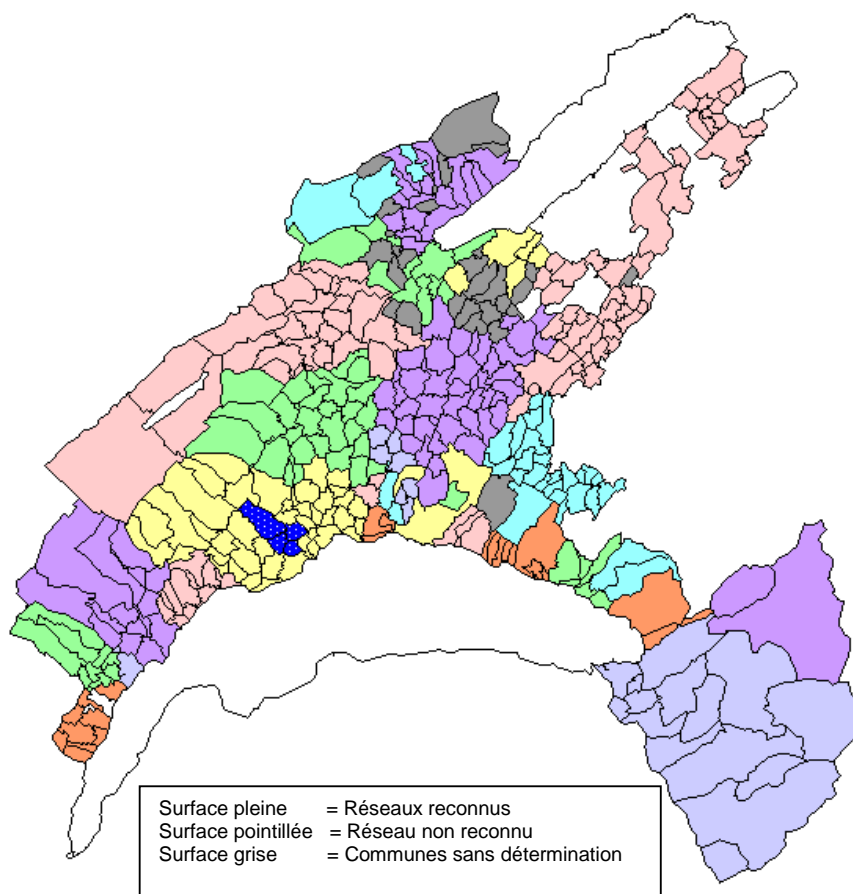 Surface pleine = Réseaux reconnus
Surface pointillée = Réseau non reconnu
Surface grise = Communes sans détermination